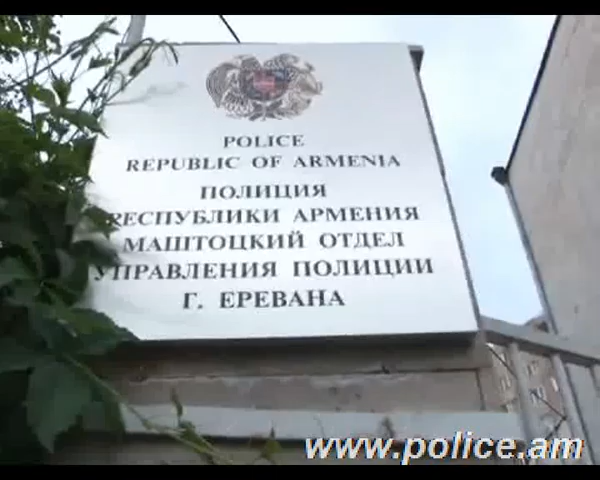 POLICE
REPUBLIC OF ARMENIA
ПОЛИЦИЯ
РЕСПУБЛИКИ АРМЕНИЯ
МАШТОЦКИЙ ОТДЕЛ
УПРАВЛЕНИЯ ПОЛИЦИИ
Г. ЕРЕВАНА
www.police.am